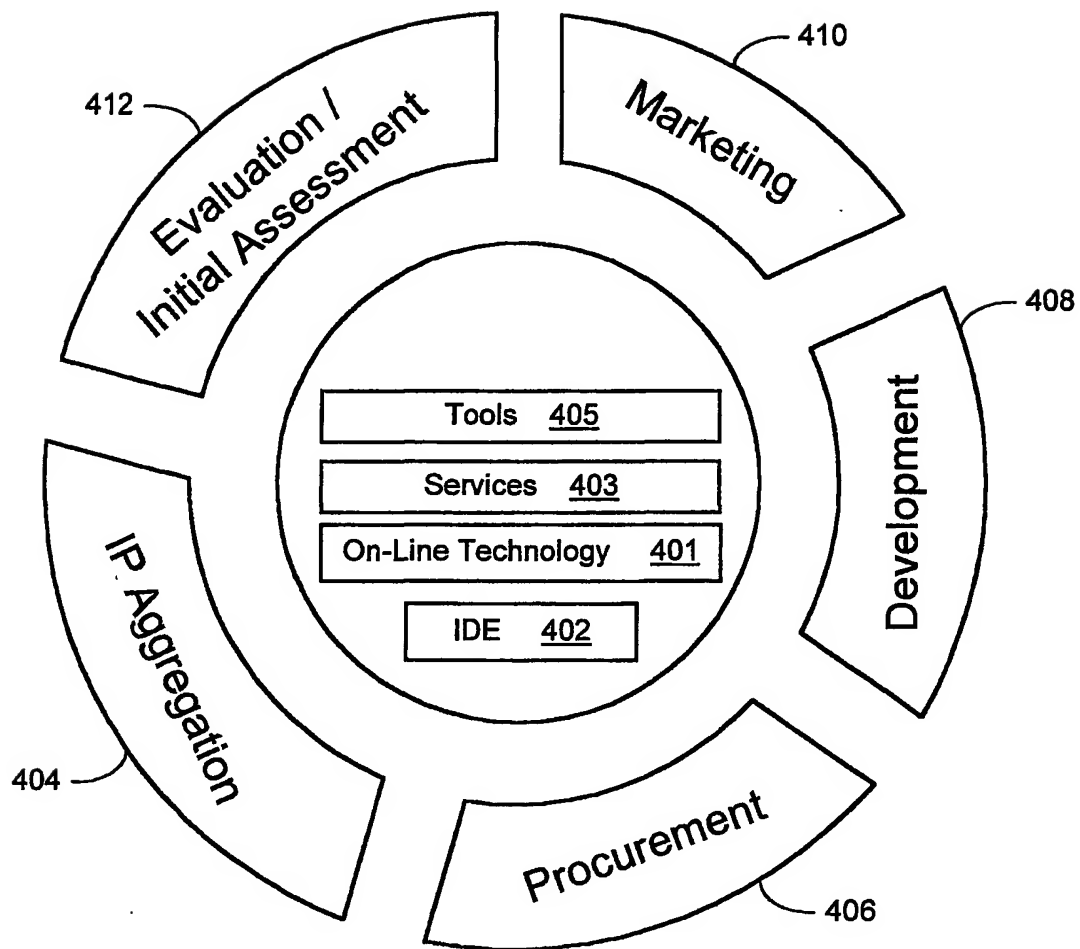 410
Marketing
412
Evaluation /
Initial Assessment
408
Development
Tools 405
Services 403
On-Line Technology 401
IDE 402
IP Aggregation
404
Procurement
406